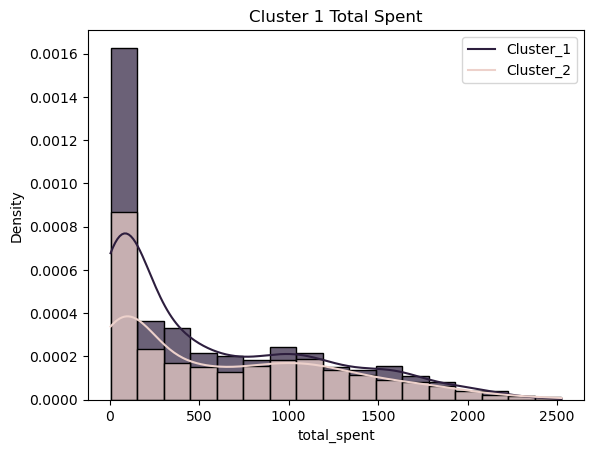 Cluster 1 Total Spent
Cluster_1
Cluster_2
Density
0.0016
0.0014
0.0012
0.0010
0.0008
0.0006
0.0004
0.0002
0.0000
0 500 1000 1500 2000 2500
total_spent